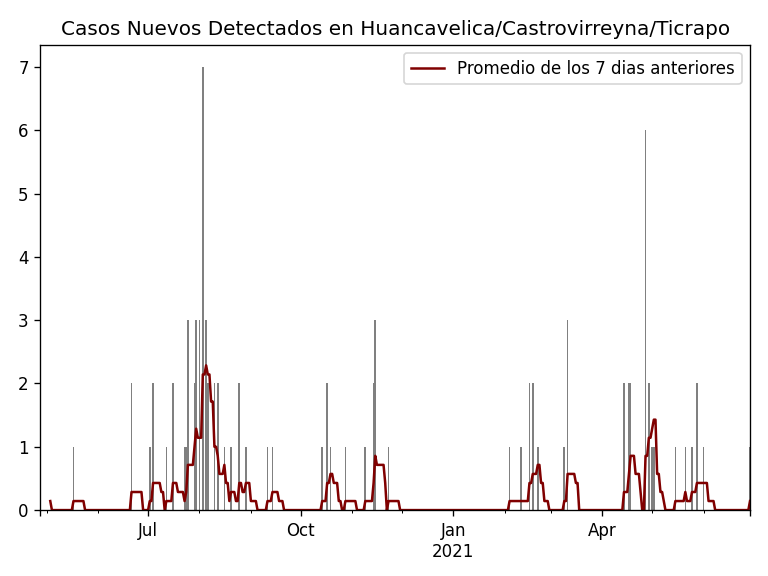 Casos Nuevos Detectados en Huancavelica/Castrovirreyna/Ticrapo
Promedio de los 7 dias anteriores
7
6
5
4
3
2
1
0
Jul
Oct
Jan
Apr
2021